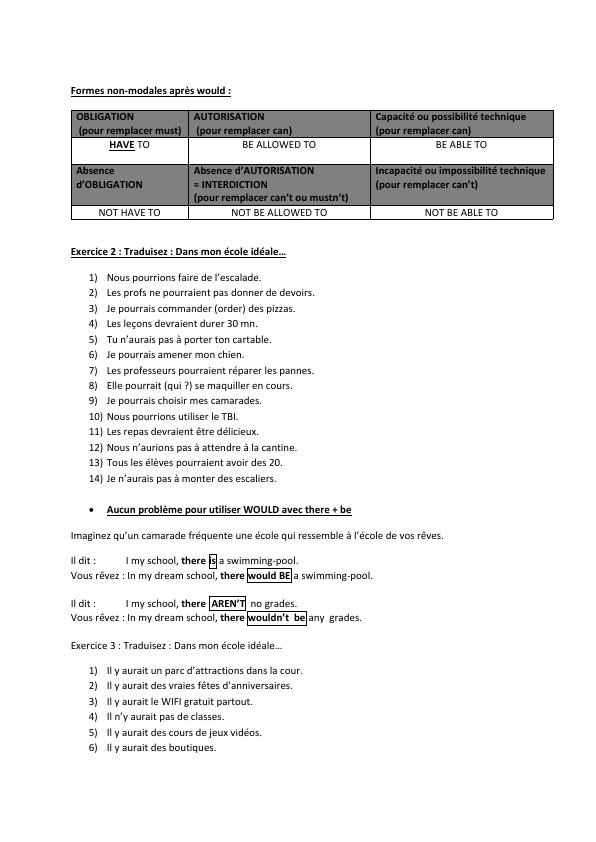 Formes non-modales après would :
OBLIGATION
(pour remplacer must)
AUTORISATION
(pour remplacer can)
Capacité ou possibilité technique
(pour remplacer can)
HAVE TO
BE ALLOWED TO
BE ABLE TO
Absence
d’OBLIGATION
Absence d’AUTORISATION
= INTERDICTION
(pour remplacer can’t ou mustn’t)
Incapacité ou impossibilité technique
(pour remplacer can’t)
NOT HAVE TO
NOT BE ALLOWED TO
NOT BE ABLE TO
Exercice 2 : Traduisez : Dans mon école idéale…
1) Nous pourrions faire de l’escalade.
2) Les profs ne pourraient pas donner de devoirs.
3) Je pourrais commander (order) des pizzas.
4) Les leçons devraient durer 30 mn.
5) Tu n’aurais pas à porter ton cartable.
6) Je pourrais amener mon chien.
7) Les professeurs pourraient réparer les pannes.
8) Elle pourrait (qui ?) se maquiller en cours.
9) Je pourrais choisir mes camarades.
10) Nous pourrions utiliser le TBI.
11) Les repas devraient être délicieux.
12) Nous n’aurions pas à attendre à la cantine.
13) Tous les élèves pourraient avoir des 20.
14) Je n’aurais pas à monter des escaliers.
• Aucun problème pour utiliser WOULD avec there + be
Imaginez qu’un camarade fréquente une école qui ressemble à l’école de vos rêves.
Il dit : I my school, there is a swimming-pool.
Vous rêvez : In my dream school, there would BE a swimming-pool.
Il dit : I my school, there AREN’T no grades.
Vous rêvez : In my dream school, there wouldn’t be any grades.
Exercice 3 : Traduisez : Dans mon école idéale…
1) Il y aurait un parc d’attractions dans la cour.
2) Il y aurait des vraies fêtes d’anniversaires.
3) Il y aurait le WIFI gratuit partout.
4) Il n’y aurait pas de classes.
5) Il y aurait des cours de jeux vidéos.
6) Il y aurait des boutiques.